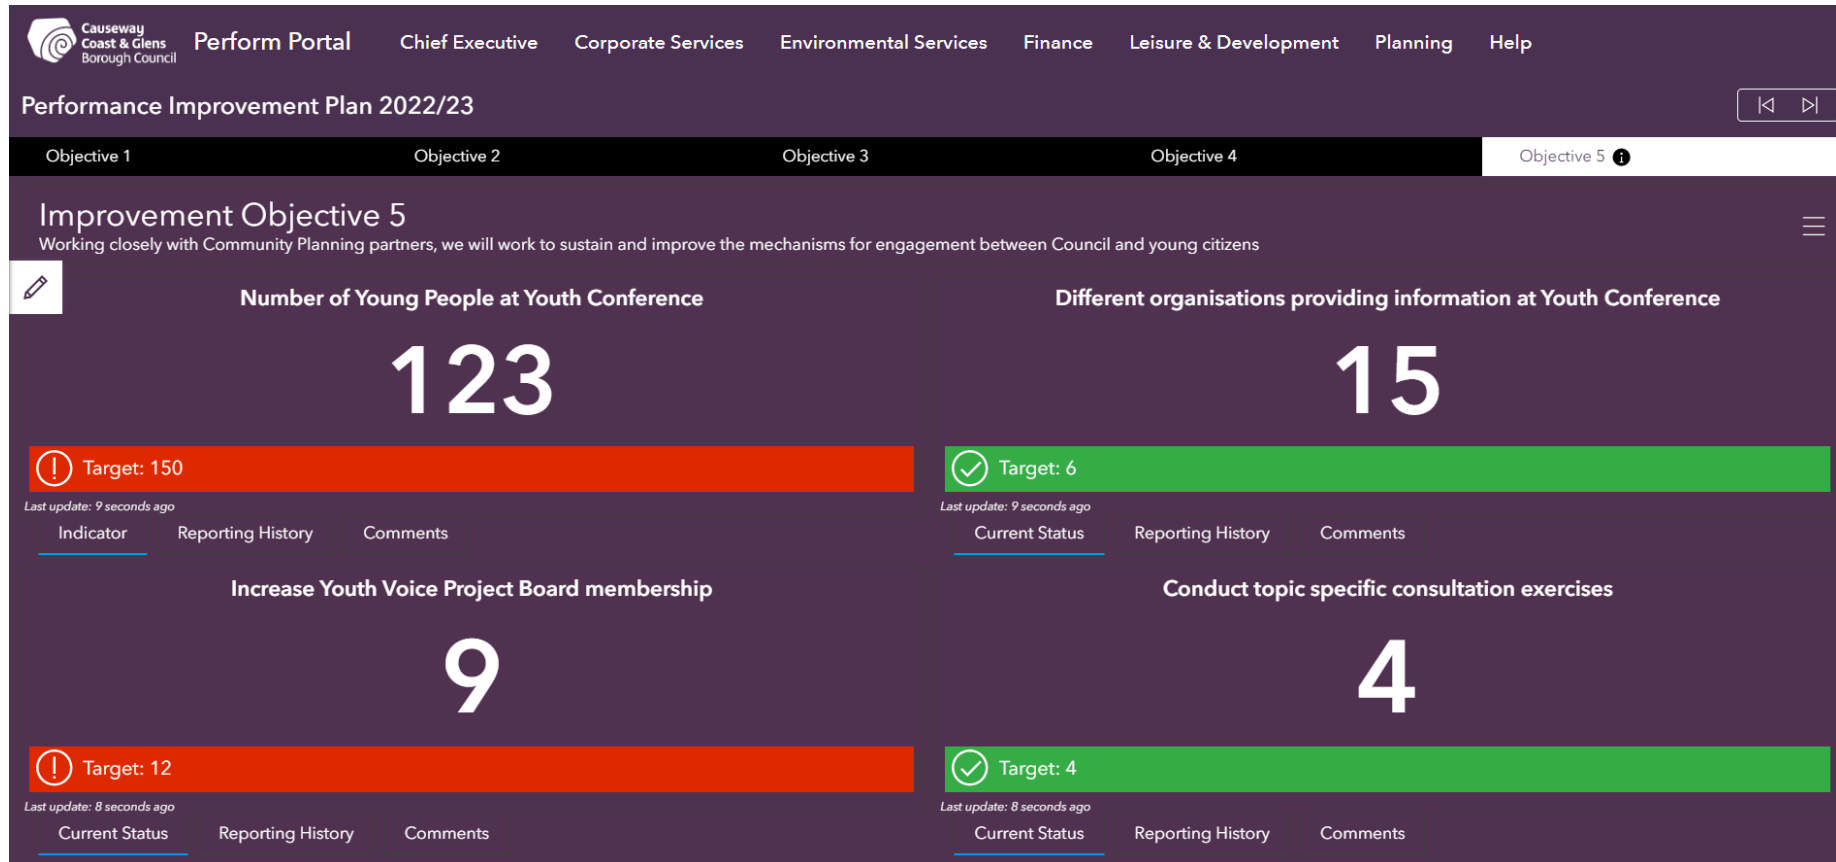 Causeway
Coast & Glens
Borough Council
Perform Portal Chief Executive Corporate Services Environmental Services Finance Leisure & Development Planning Help
Performance Improvement Plan 2022/23
Objective 1 Objective 2 Objective 3 Objective 4 Objective 5
Improvement Objective 5
Working closely with Community Planning partners, we will work to sustain and improve the mechanisms for engagement between Council and young citizens
Number of Young People at Youth Conference
123
Target: 150
Last update: 9 seconds ago
Indicator Reporting History Comments
Different organisations providing information at Youth Conference
15
Target: 6
Last update: 9 seconds ago
Current Status Reporting History Comments
Increase Youth Voice Project Board membership
9
Target: 12
Last update: 8 seconds ago
Current Status Reporting History Comments
Conduct topic specific consultation exercises
4
Target: 4
Last update: 8 seconds ago
Current Status Reporting History Comments